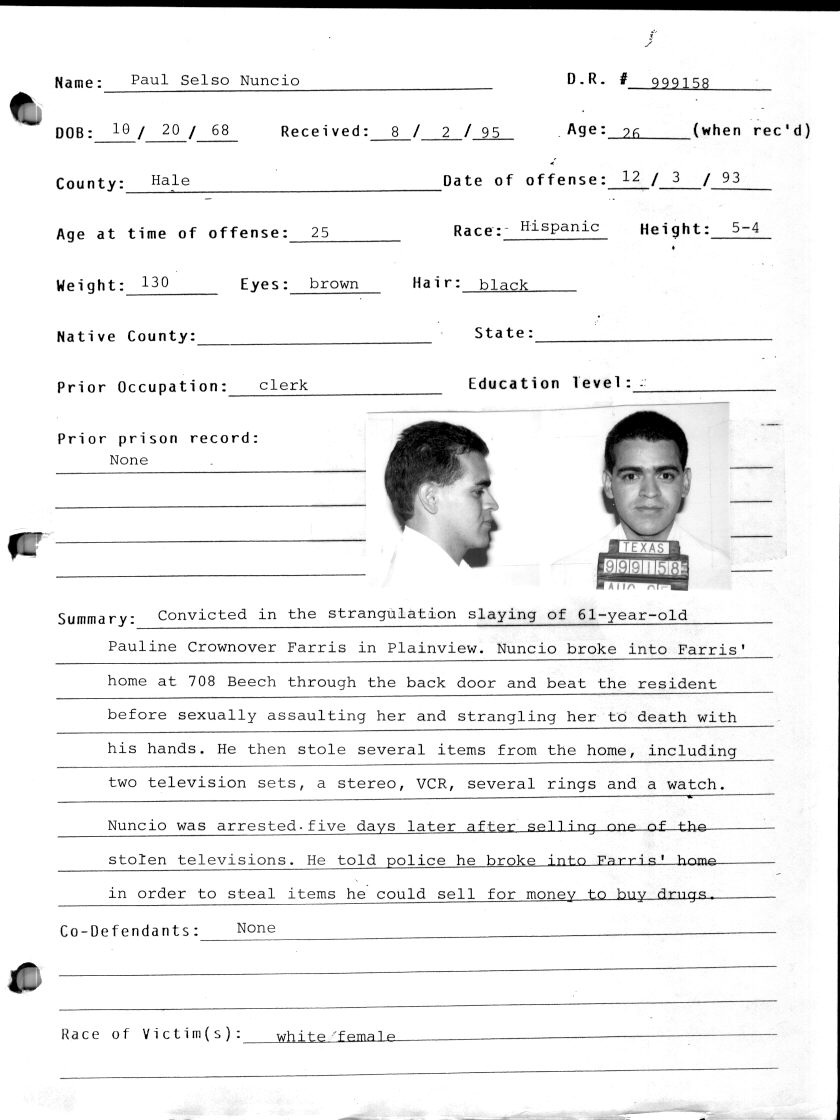 Name: Paul Selso Nuncio D.R. # 999158
DOB: 10 / 20 / 68 Received: 8 / 2 / 95 Age: 26 (when rec'd)
County: Hale Date of offense: 12 / 3 / 93
Age at time of offense: 25 Race: Hispanic Height: 5-4
Weight: 130 Eyes: brown Hair: black
Native County: State:
Prior Occupation: clerk Education level:
Prior prison record:
None
TEXAS
999158
Summary: Convicted in the strangulation slaying of 61-year-old
Pauline Crownover Farris in Plainview. Nuncio broke into Farris'
home at 708 Beech through the back door and beat the resident
before sexually assaulting her and strangling her to death with
his hands. He then stole several items from the home, including
two television sets, a stereo, VCR, several rings and a watch.
Nuncio was arrested five days later after selling one of the
stolen televisions. He told police he broke into Farris' home
in order to steal items he could sell for money to buy drugs.
Co-Defendants: None
Race of Victim(s): white female